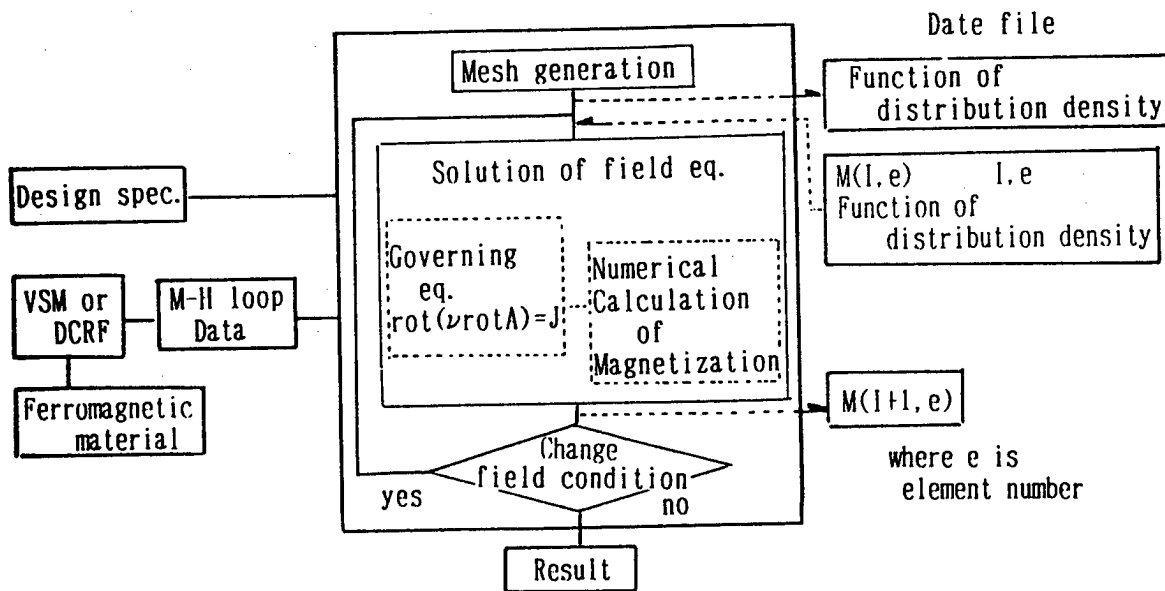 Date file
Mesh generation
Function of
distribution density
Solution of field eq.
M(I,e) I,e
Function of
distribution density
Design spec.
Governing
eq.
rot(νrotA)=J
Numerical
Calculation
of
Magnetization
VSM or
DCRF
M-H loop
Data
Ferromagnetic
material
M(I+1,e)
Change
field condition
where e is
element number
yes
no
Result